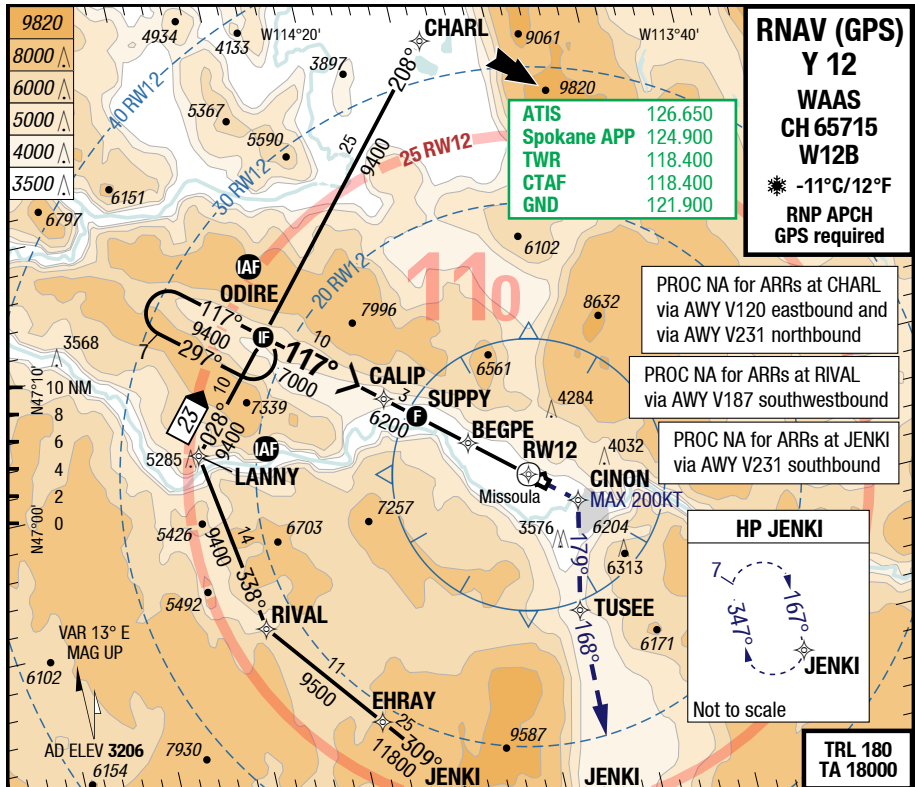 9820
8000
6000
5000
4000
3500
4934
4133
W114°20'
CHARL
9061
W113°40'
3897
208°
9820
40 RW12
5367
5590
25
9400
25 RW12
ATIS 126.650
Spokane APP 124.900
TWR 118.400
CTAF 118.400
GND 121.900
RNAV (GPS)
Y 12
WAAS
CH 65715
W12B
-11°C/12°F
RNP APCH
GPS required
6151
30 RW12
6797
6102
IAF
ODIRE
20 RW12
110
8632
PROC NA for ARRs at CHARL
via AWY V120 eastbound and
via AWY V231 northbound
117°
9400
7
297°
IF
10
117°
7000
7996
3568
6561
CALIP
3
SUPPY
F
6200
4284
PROC NA for ARRs at RIVAL
via AWY V187 southwestbound
N47°10'
10 NM
8
6
4
2
0
N47°00'
10
23
028°
9400
7339
BEGPE
RW12
4032
PROC NA for ARRs at JENKI
via AWY V231 southbound
5285
IAF
LANNY
Missoula
CINON
MAX 200KT
7257
3576
6204
6313
5426
14
9400
338°
6703
179°
HP JENKI
7
347°
167°
JENKI
Not to scale
5492
RIVAL
TUSEE
168°
6171
VAR 13° E
MAG UP
6102
11
9500
EHRAY
25
309°
11800
9587
AD ELEV 3206
7930
6154
JENKI
JENKI
TRL 180
TA 18000